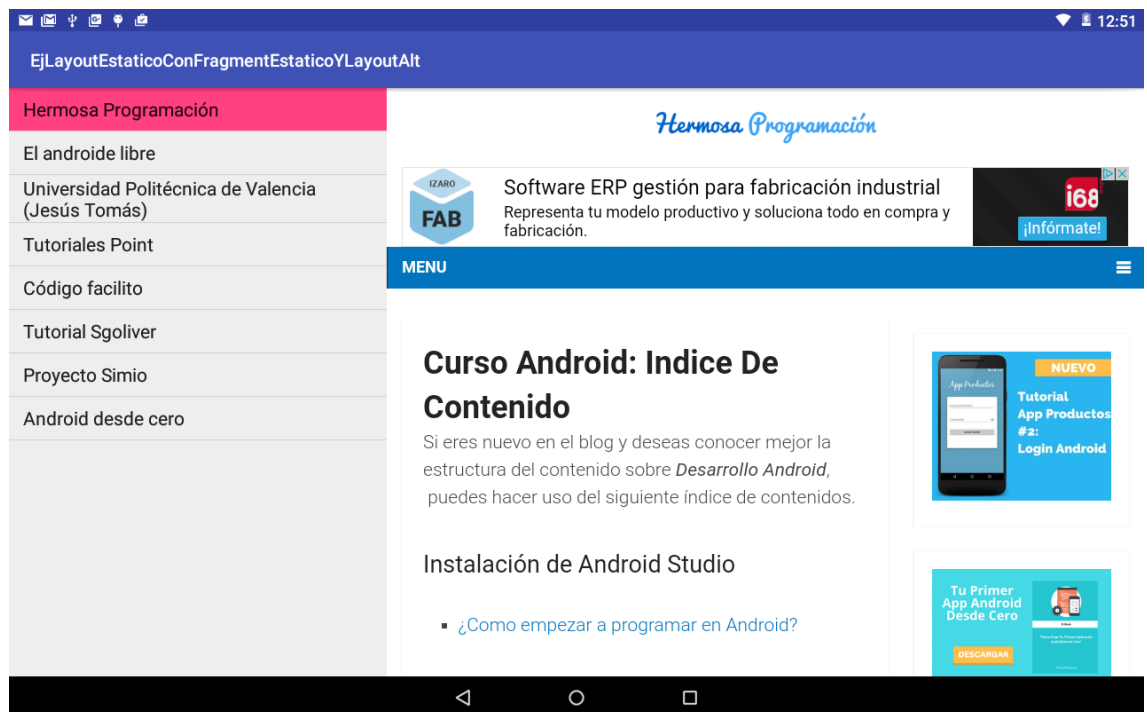 12:51
EjLayoutEstaticoConFragmentEstaticoYLayoutAlt
Hermosa Programación
El androide libre
Universidad Politécnica de Valencia
(Jesús Tomás)
Tutoriales Point
Código facilito
Tutorial Sgoliver
Proyecto Simio
Android desde cero
Hermosa Programación
IZARO
FAB
Software ERP gestión para fabricación industrial
Representa tu modelo productivo y soluciona todo en compra y
fabricación.
i68
¡Infórmate!
MENU
Curso Android: Indice De
Contenido
Si eres nuevo en el blog y deseas conocer mejor la
estructura del contenido sobre Desarrollo Android,
puedes hacer uso del siguiente índice de contenidos.
Instalación de Android Studio
¿Como empezar a programar en Android?
App Productos
NUEVO
Tutorial
App Productos
#2:
Login Android
Tu Primer
App Android
Desde Cero
DESCARGAR